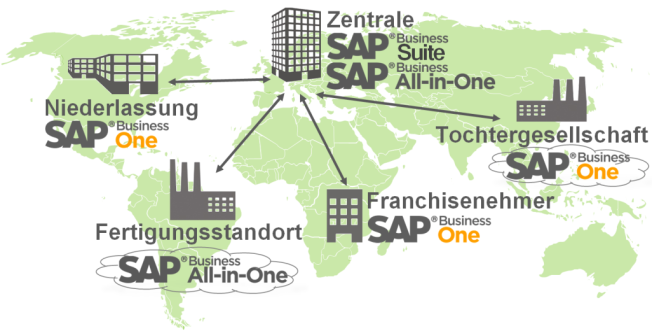 Zentrale
SAP® Business Suite
SAP® Business All-in-One
Niederlassung
SAP® Business One
Tochtergesellschaft
SAP® Business One
Franchisenehmer
SAP® Business One
Fertigungsstandort
SAP® Business All-in-One